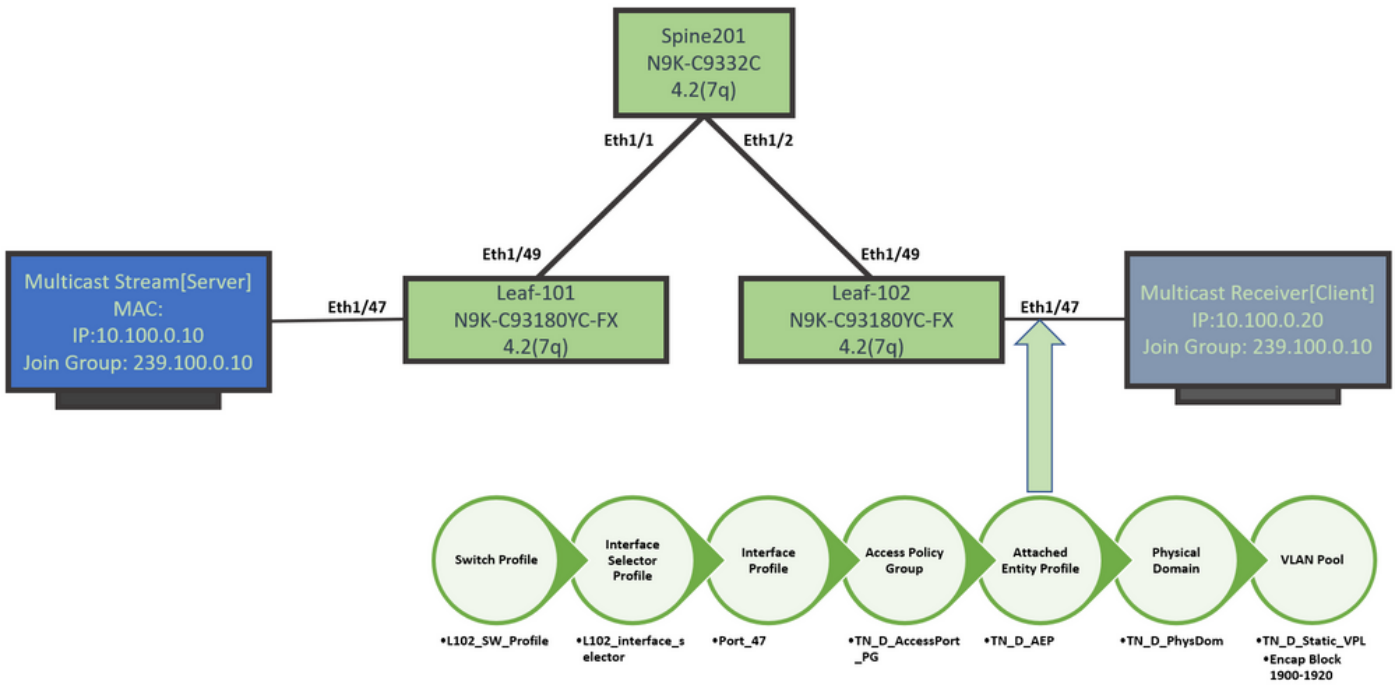 Spine201
N9K-C9332C
4.2(7q)
Eth1/1
Eth1/2
Eth1/49
Eth1/49
Multicast Stream[Server]
MAC:
IP:10.100.0.10
Join Group: 239.100.0.10
Eth1/47
Leaf-101
N9K-C93180YC-FX
4.2(7q)
Leaf-102
N9K-C93180YC-FX
4.2(7q)
Eth1/47
Multicast Receiver[Client]
IP:10.100.0.20
Join Group: 239.100.0.10
Switch Profile
Interface
Selector
Profile
Interface
Profile
Access Policy
Group
Attached
Entity Profile
Physical
Domain
VLAN Pool
•L102_SW_Profile
•L102_interface_s
elector
•Port_47
•TN_D_AccessPort
_PG
•TN_D_AEP
•TN_D_PhysDom
•TN_D_Static_VPL
•Encap Block
1900-1920